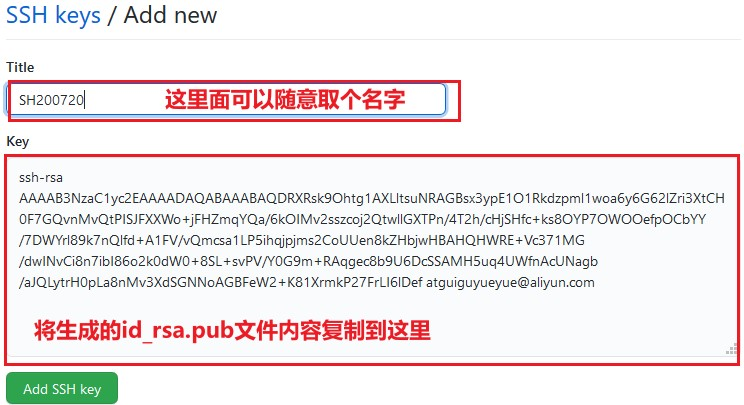 SSH keys / Add new
Title
SH200720 这里面可以随意取个名字
Key
ssh-rsa
AAAAB3NzaC1yc2EAAAADAQABAAABAQDRXRsk9Ohtg1AXLltsuNRAGBsx3ypE1O1Rkdzpml1woa6y6G62lZri3XtCH
0F7GQvnMvQtPISJFXXWo+jFHZmqYQa/6kOIMv2sszcoj2QtwllGXTPn/4T2h/cHjSHfc+ks8OYP7OWOOefpOCbYY
/7DWYrl89k7nQlfd+A1FV/vQmcsa1LP5ihqjpjms2CoUUen8kZHbjwHBAHQHWRE+Vc371MG
/dwINvCi8n7ibI86o2k0dW0+8SL+svPV/Y0G9m+RAqgec8b9U6DcSSAMH5uq4UWfnAcUNagb
/aJQLytrH0pLa8nMv3XdSGNNoAGBFeW2+K81XrmkP27FrLI6lDef atguiguyueyue@aliyun.com
将生成的id_rsa.pub文件内容复制到这里
Add SSH key